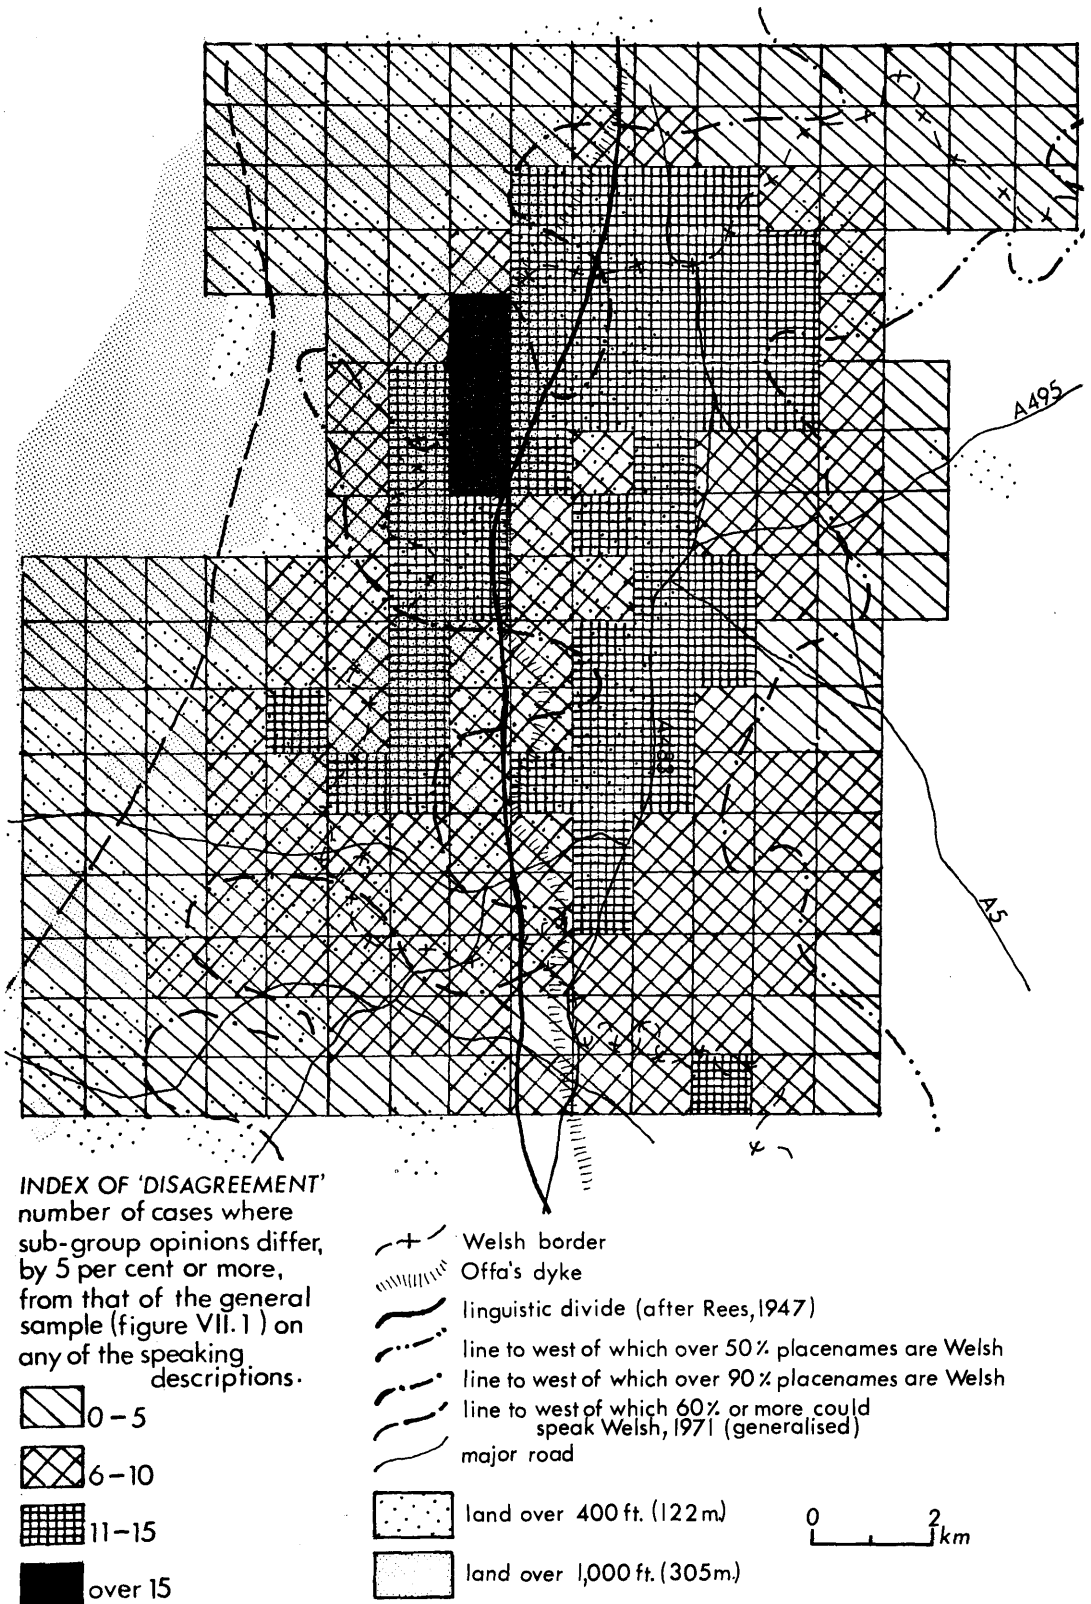 A495
A483
A5
INDEX OF 'DISAGREEMENT'
number of cases where
sub-group opinions differ,
by 5 per cent or more,
from that of the general
sample (figure VII.1) on
any of the speaking
descriptions.
0-5
6-10
11-15
over 15
Welsh border
Offa's dyke
linguistic divide (after Rees, 1947)
line to west of which over 50% placenames are Welsh
line to west of which over 90% placenames are Welsh
line to west of which 60% or more could
speak Welsh, 1971 (generalised)
major road
land over 400 ft. (122m.)
land over 1,000 ft. (305m.)
0 2
km